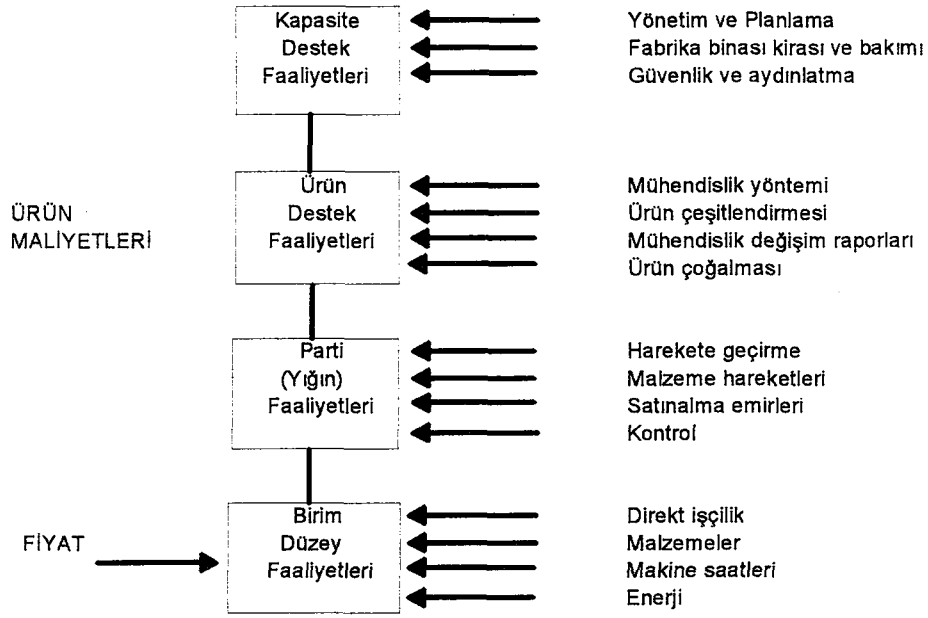 Kapasite
Destek
Faaliyetleri
Yönetim ve Planlama
Fabrika binası kirası ve bakımı
Güvenlik ve aydınlatma
ÜRÜN
MALİYETLERİ
Ürün
Destek
Faaliyetleri
Mühendislik yöntemi
Ürün çeşitlendirmesi
Mühendislik değişim raporları
Ürün çoğalması
Parti
(Yığın)
Faaliyetleri
Harekete geçirme
Malzeme hareketleri
Satınalma emirleri
Kontrol
FİYAT
Birim
Düzey
Faaliyetleri
Direkt işçilik
Malzemeler
Makine saatleri
Enerji